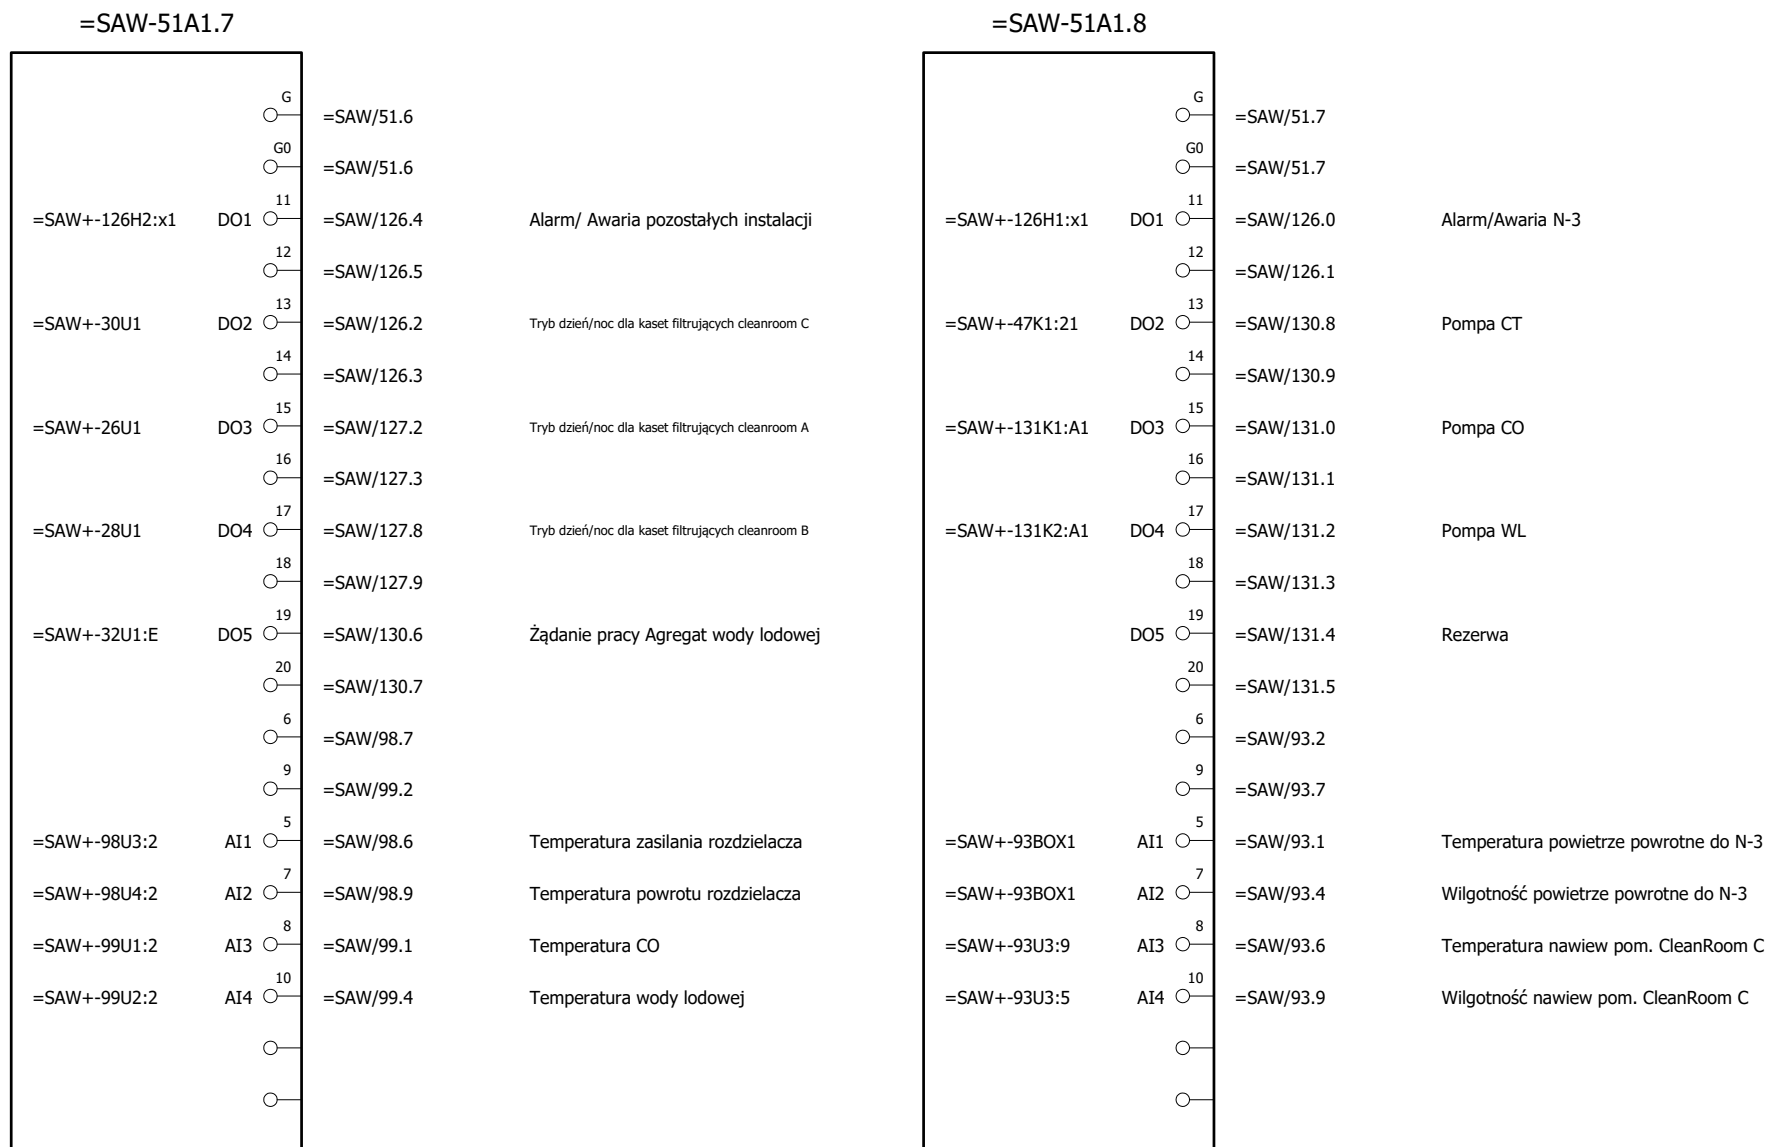 =SAW-51A1.7
G
=SAW/51.6
G0
=SAW/51.6
11
=SAW+-126H2:x1 DO1 =SAW/126.4 Alarm/ Awaria pozostałych instalacji
12
=SAW/126.5
13
=SAW+-30U1 DO2 =SAW/126.2 Tryb dzień/noc dla kaset filtrujących cleanroom C
14
=SAW/126.3
15
=SAW+-26U1 DO3 =SAW/127.2 Tryb dzień/noc dla kaset filtrujących cleanroom A
16
=SAW/127.3
17
=SAW+-28U1 DO4 =SAW/127.8 Tryb dzień/noc dla kaset filtrujących cleanroom B
18
=SAW/127.9
19
=SAW+-32U1:E DO5 =SAW/130.6 Żądanie pracy Agregat wody lodowej
20
=SAW/130.7
6
=SAW/98.7
9
=SAW/99.2
5
=SAW+-98U3:2 AI1 =SAW/98.6 Temperatura zasilania rozdzielacza
7
=SAW+-98U4:2 AI2 =SAW/98.9 Temperatura powrotu rozdzielacza
8
=SAW+-99U1:2 AI3 =SAW/99.1 Temperatura CO
10
=SAW+-99U2:2 AI4 =SAW/99.4 Temperatura wody lodowej
=SAW-51A1.8
G
=SAW/51.7
G0
=SAW/51.7
11
=SAW+-126H1:x1 DO1 =SAW/126.0 Alarm/Awaria N-3
12
=SAW/126.1
13
=SAW+-47K1:21 DO2 =SAW/130.8 Pompa CT
14
=SAW/130.9
15
=SAW+-131K1:A1 DO3 =SAW/131.0 Pompa CO
16
=SAW/131.1
17
=SAW+-131K2:A1 DO4 =SAW/131.2 Pompa WL
18
=SAW/131.3
19
DO5 =SAW/131.4 Rezerwa
20
=SAW/131.5
6
=SAW/93.2
9
=SAW/93.7
5
=SAW+-93BOX1 AI1 =SAW/93.1 Temperatura powietrze powrotne do N-3
7
=SAW+-93BOX1 AI2 =SAW/93.4 Wilgotność powietrze powrotne do N-3
8
=SAW+-93U3:9 AI3 =SAW/93.6 Temperatura nawiew pom. CleanRoom C
10
=SAW+-93U3:5 AI4 =SAW/93.9 Wilgotność nawiew pom. CleanRoom C